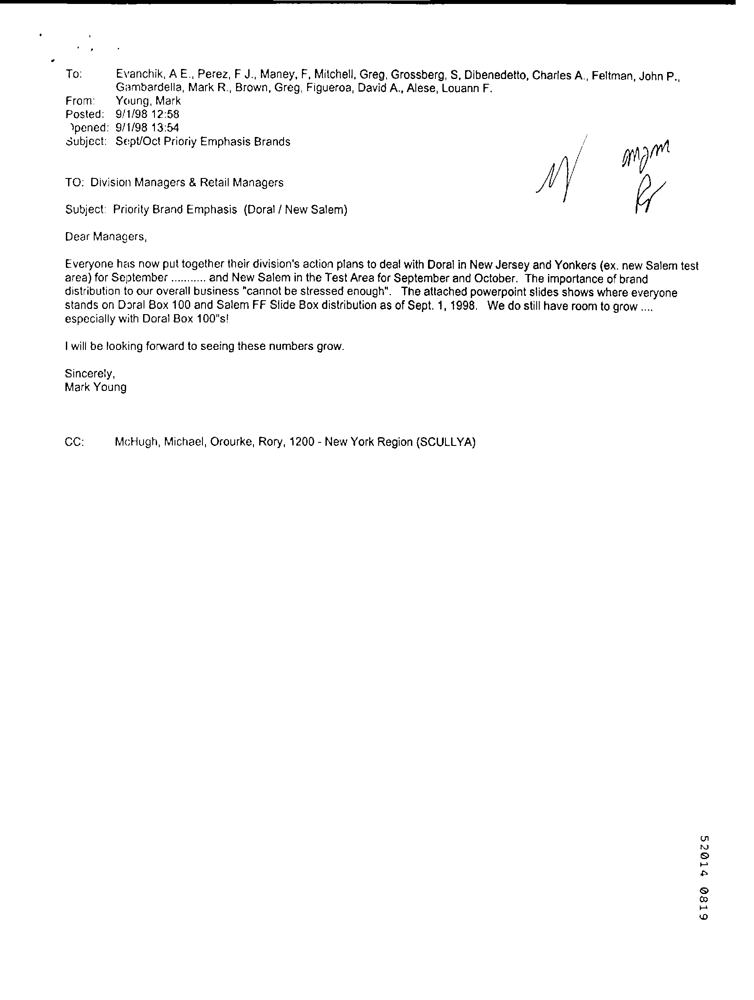 To: Evanchik, A E., Perez, F J., Maney, F, Mitchell, Greg, Grossberg, S, Dibenedetto, Charles A., Feltman, John P.,
Gambardella, Mark R., Brown, Greg, Figueroa, David A., Alese, Louann F.
From: Young, Mark
Posted: 9/1/98 12:58
Opened: 9/1/98 13:54
Subject: Sept/Oct Prioriy Emphasis Brands
mgm
TO: Division Managers & Retail Managers
Subject: Priority Brand Emphasis (Doral / New Salem)
Dear Managers,
Everyone has now put together their division's action plans to deal with Doral in New Jersey and Yonkers (ex. new Salem test
area) for September ........... and New Salem in the Test Area for September and October. The importance of brand
distribution to our overall business "cannot be stressed enough". The attached powerpoint slides shows where everyone
stands on Doral Box 100 and Salem FF Slide Box distribution as of Sept. 1, 1998. We do still have room to grow ....
especially with Doral Box 100"s!
I will be looking forward to seeing these numbers grow.
Sincerely,
Mark Young
CC: McHugh, Michael, Orourke, Rory, 1200 - New York Region (SCULLYA)
52014 0819